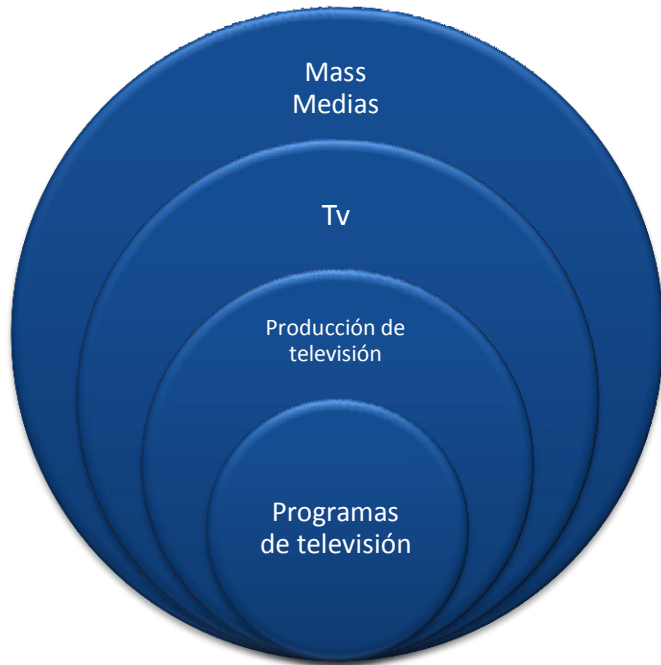 Mass
Medias
Tv
Producción de
televisión
Programas
de televisión